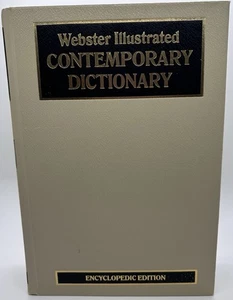 Webster Illustrated
CONTEMPORARY
DICTIONARY
ENCYCLOPEDIC EDITION